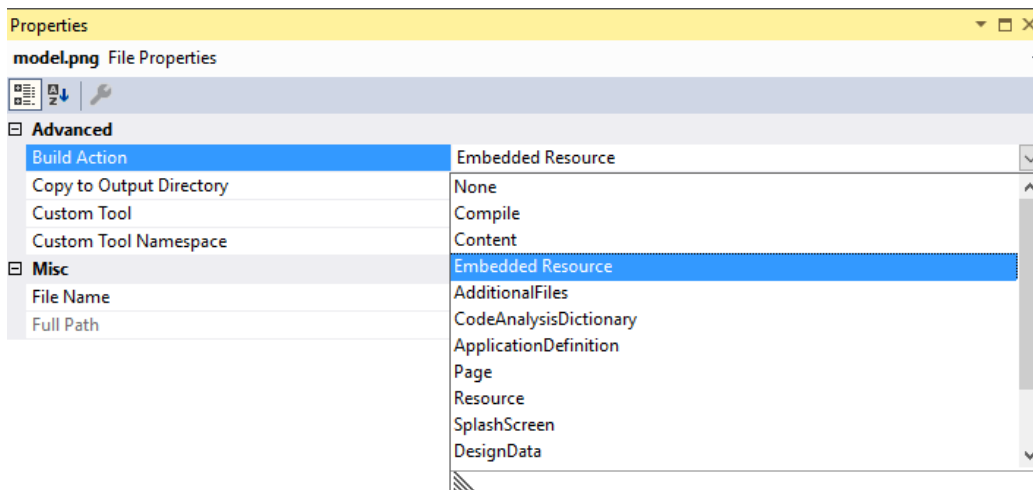 Properties
model.png File Properties
Advanced
Build Action Embedded Resource
Copy to Output Directory None
Custom Tool Compile
Custom Tool Namespace Content
Misc Embedded Resource
File Name AdditionalFiles
Full Path CodeAnalysisDictionary
ApplicationDefinition
Page
Resource
SplashScreen
DesignData